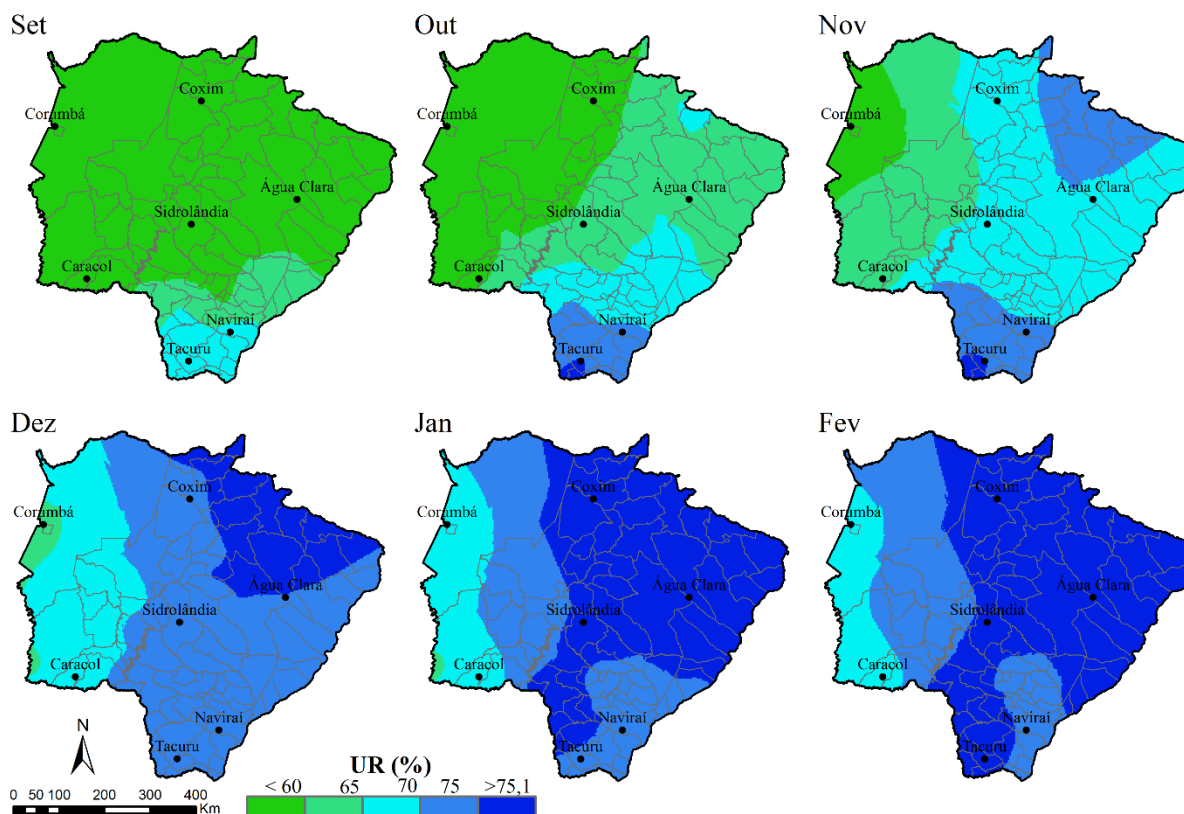 Set
Coxim
Corumbá
Água Clara
Sidrolândia
Caracol
Naviraí
Tacuru
Out
Coxim
Corumbá
Água Clara
Sidrolândia
Caracol
Naviraí
Tacuru
Nov
Coxim
Corumbá
Água Clara
Sidrolândia
Caracol
Naviraí
Tacuru
Dez
Coxim
Corumbá
Água Clara
Sidrolândia
Caracol
Naviraí
Tacuru
Jan
Coxim
Corumbá
Água Clara
Sidrolândia
Caracol
Naviraí
Tacuru
Fev
Coxim
Corumbá
Água Clara
Sidrolândia
Caracol
Naviraí
Tacuru
N
0 50 100 200 300 400
Km
UR (%)
< 60 65 70 75 >75,1